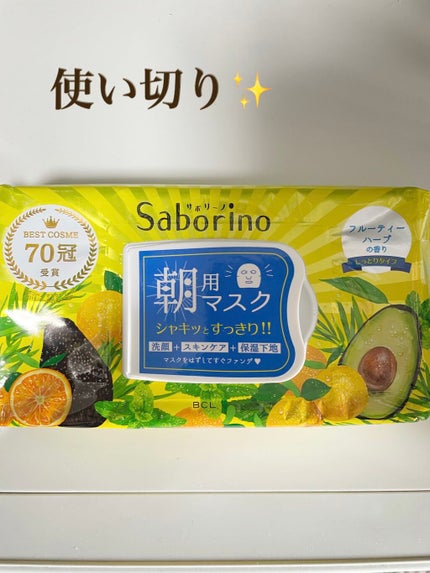 使い切り✨
サボリーノ
Saborino
BEST COSME
70冠
受賞
フルーティー
ハーブ
の香り
しっとりタイプ
朝用
マスク
シャキッとすっきり!!
洗顔+スキンケア+保湿下地
マスクをはずしてすぐファンデ♥
BCL